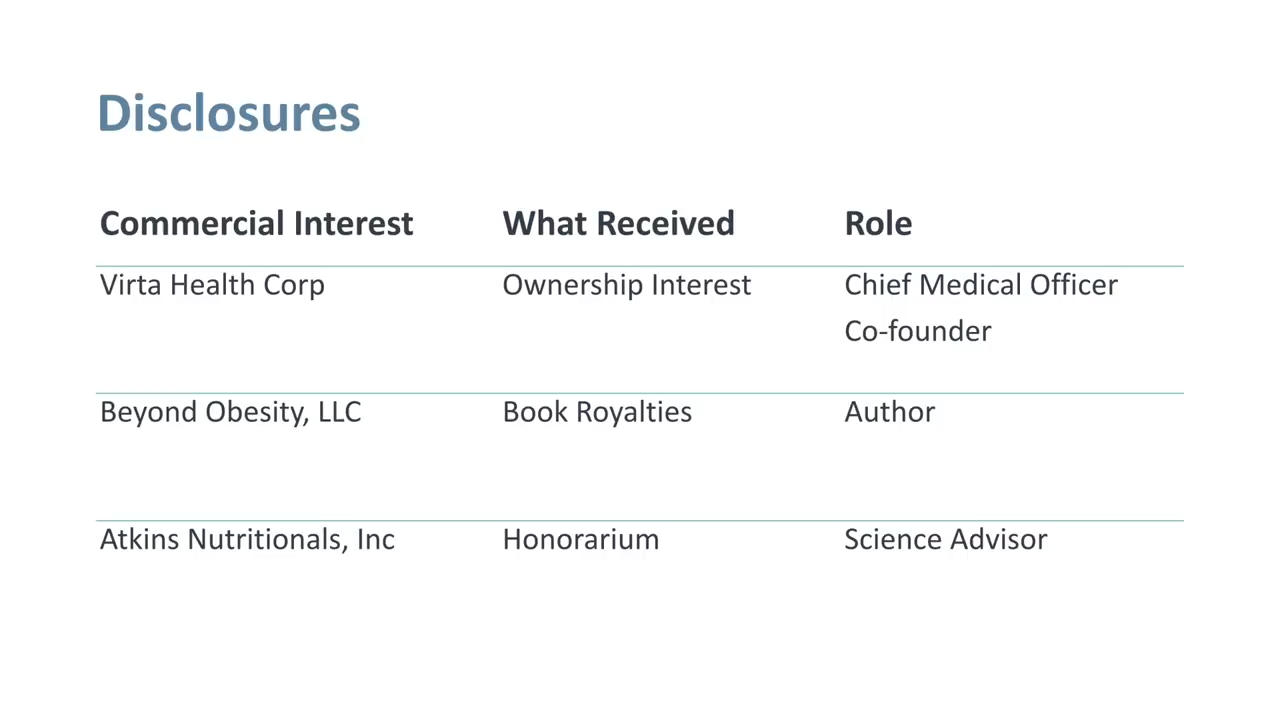 Disclosures
Commercial Interest What Received Role
Virta Health Corp Ownership Interest Chief Medical Officer
Co-founder
Beyond Obesity, LLC Book Royalties Author
Atkins Nutritionals, Inc Honorarium Science Advisor